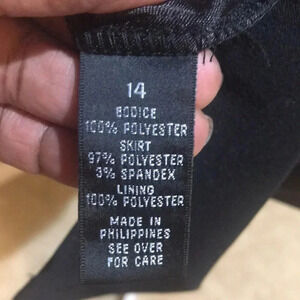 14
BODICE
100% POLYESTER
SKIRT
97% POLYESTER
3% SPANDEX
LINING
100% POLYESTER
MADE IN
PHILIPPINES
SEE OVER
FOR CARE